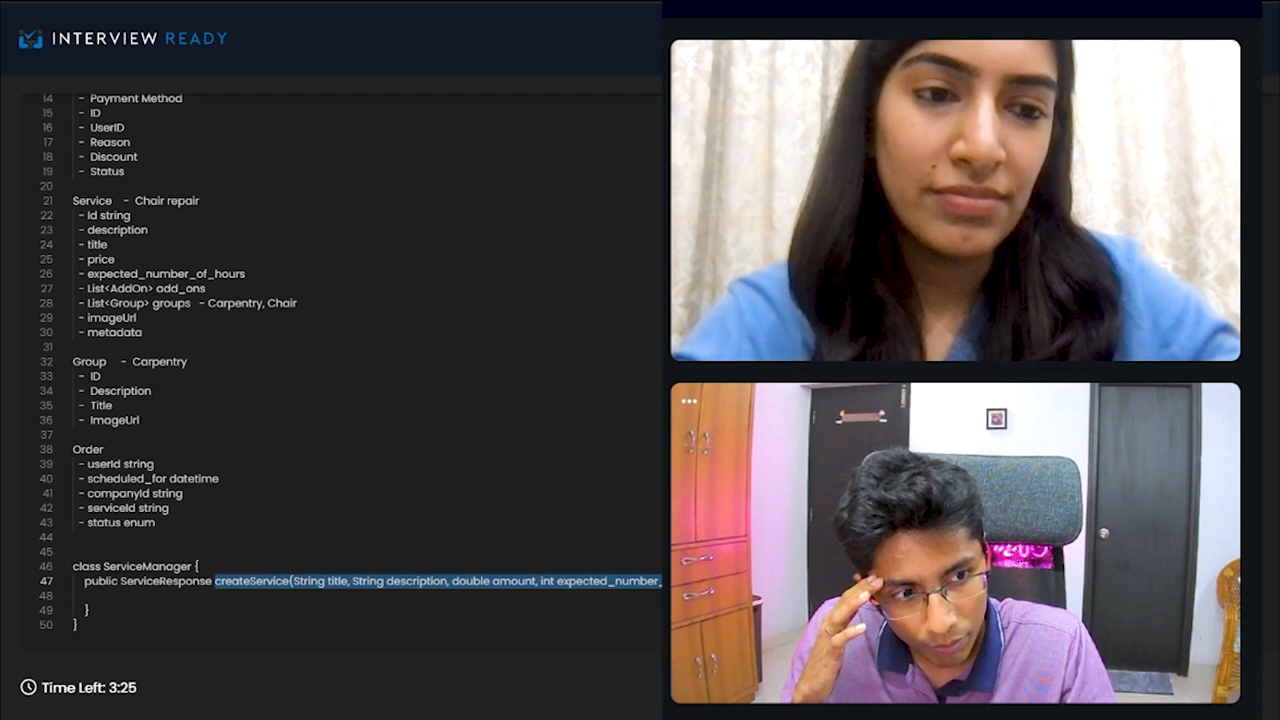 INTERVIEW READY
14 - Payment Method
15 - ID
16 - UserID
17 - Reason
18 - Discount
19 - Status
20
21 Service - Chair repair
22 - Id string
23 - description
24 - title
25 - price
26 - expected_number_of_hours
27 - List<AddOn> add_ons
28 - List<Group> groups - Carpentry, Chair
29 - imageUrl
30 - metadata
31
32 Group - Carpentry
33 - ID
34 - Description
35 - Title
36 - ImageUrl
37
38 Order
39 - userId string
40 - scheduled_for datetime
41 - companyId string
42 - serviceId string
43 - status enum
44
45
46 class ServiceManager {
47 public ServiceResponse createService(String title, String description, double amount, int expected_number_
48
49 }
50 }
Time Left: 3:25